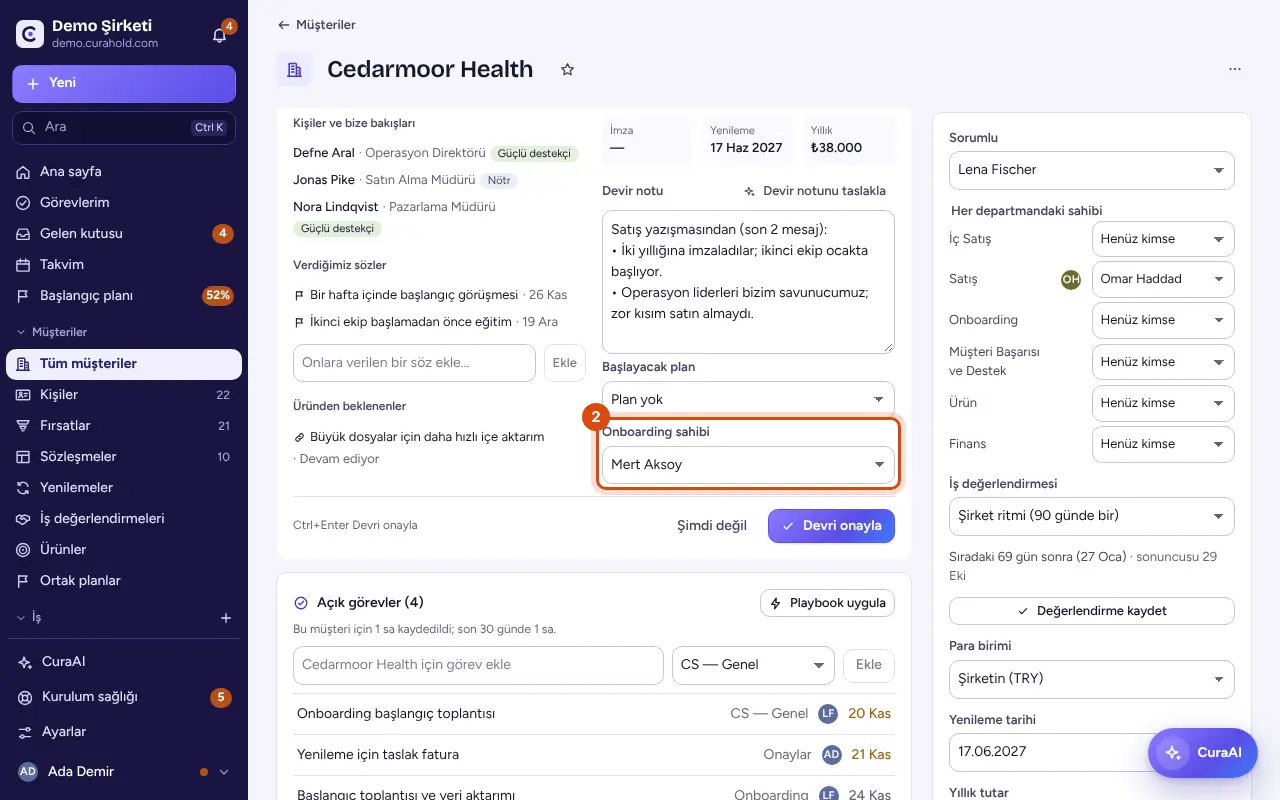 Demo Şirketi
demo.curahold.com
4
Yeni
Ara
Ctrl K
Ana sayfa
Görevlerim
Gelen kutusu
4
Takvim
Başlangıç planı
52%
Müşteriler
Tüm müşteriler
Kişiler
22
Fırsatlar
21
Sözleşmeler
10
Yenilemeler
İş değerlendirmeleri
Ürünler
Ortak planlar
İş
CuraAI
Kurulum sağlığı
5
Ayarlar
AD
Ada Demir
Müşteriler
Cedarmoor Health
Kişiler ve bize bakışları
Defne Aral · Operasyon Direktörü Güçlü destekçi
Jonas Pike · Satın Alma Müdürü Nötr
Nora Lindqvist · Pazarlama Müdürü
Güçlü destekçi
Verdiğimiz sözler
Bir hafta içinde başlangıç görüşmesi · 26 Kas
İkinci ekip başlamadan önce eğitim · 19 Ara
Onlara verilen bir söz ekle...
Ekle
Üründen beklenenler
Büyük dosyalar için daha hızlı içe aktarım
· Devam ediyor
İmza
—
Yenileme
17 Haz 2027
Yıllık
₺38.000
Devir notu
Devir notunu taslakla
Satış yazışmasından (son 2 mesaj):
• İki yıllığına imzaladılar; ikinci ekip ocakta
başlıyor.
• Operasyon liderleri bizim savunucumuz;
zor kısım satın almaydı.
Başlayacak plan
Plan yok
2
Onboarding sahibi
Mert Aksoy
Ctrl+Enter Devri onayla
Şimdi değil
Devri onayla
Açık görevler (4)
Playbook uygula
Bu müşteri için 1 sa kaydedildi; son 30 günde 1 sa.
Cedarmoor Health için görev ekle
CS — Genel
Ekle
Onboarding başlangıç toplantısı
CS — Genel
LF
20 Kas
Yenileme için taslak fatura
Onaylar
AD
21 Kas
Başlangıç toplantısı ve veri aktarımı
Onboarding
LF
24 Kas
Sorumlu
Lena Fischer
Her departmandaki sahibi
İç Satış
Henüz kimse
Satış
OH
Omar Haddad
Onboarding
Henüz kimse
Müşteri Başarısı
ve Destek
Henüz kimse
Ürün
Henüz kimse
Finans
Henüz kimse
İş değerlendirmesi
Şirket ritmi (90 günde bir)
Sıradaki 69 gün sonra (27 Oca) · sonuncusu 29
Eki
Değerlendirme kaydet
Para birimi
Şirketin (TRY)
Yenileme tarihi
17.06.2027
CuraAI
Yıllık tutar